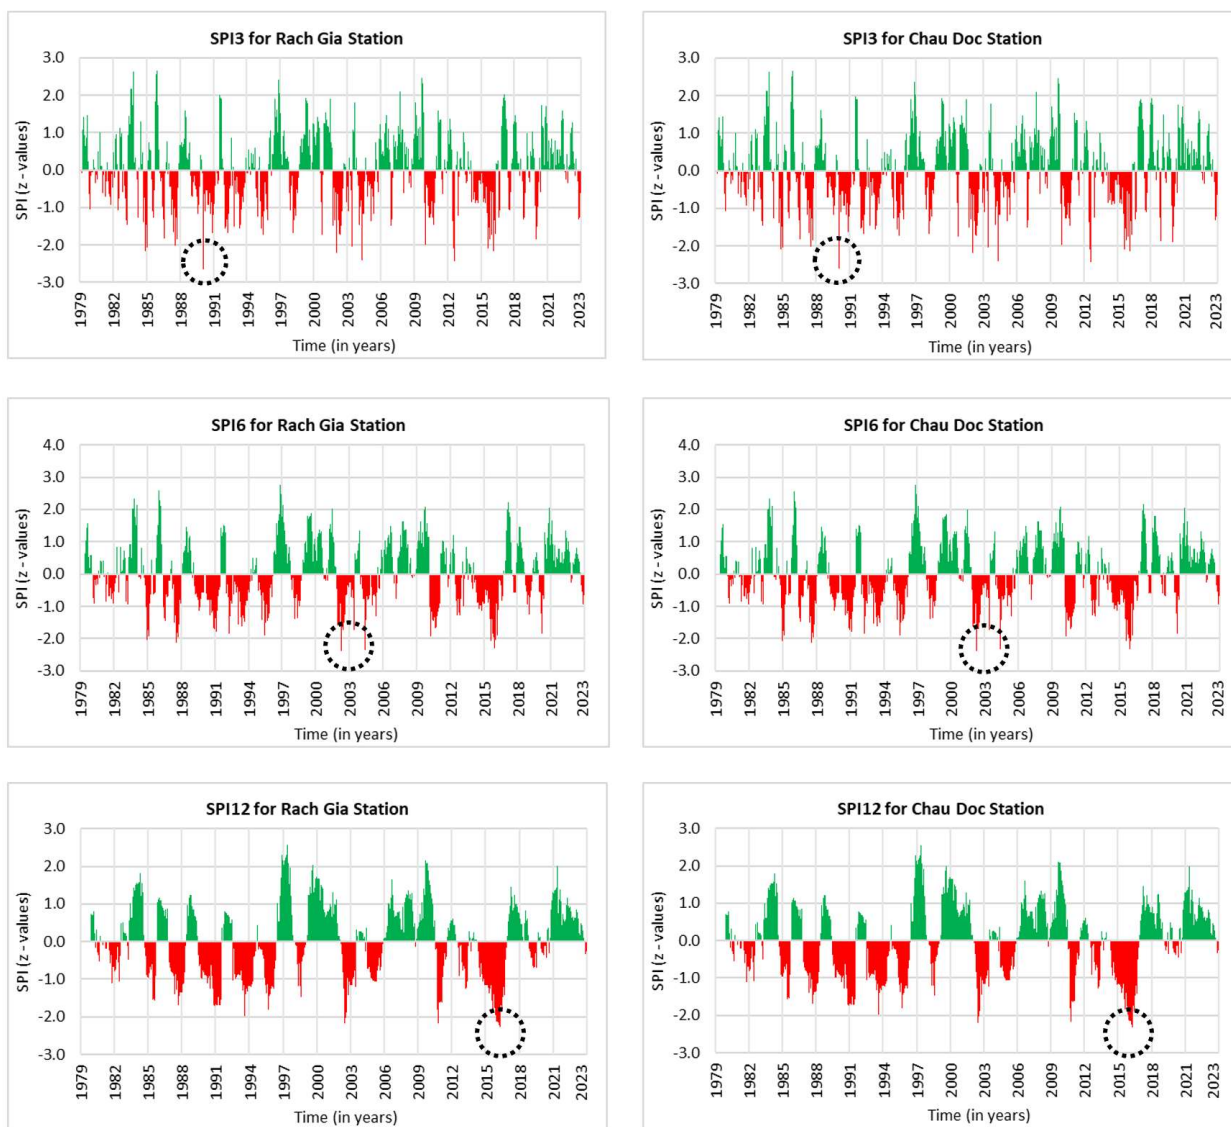 SPI3 for Rach Gia Station
3.0
2.0
1.0
0.0
-1.0
-2.0
-3.0
SPI (z - values)
1979 1982 1985 1988 1991 1994 1997 2000 2003 2006 2009 2012 2015 2018 2021 2023
Time (in years)
SPI3 for Chau Doc Station
3.0
2.0
1.0
0.0
-1.0
-2.0
-3.0
SPI (z - values)
1979 1982 1985 1988 1991 1994 1997 2000 2003 2006 2009 2012 2015 2018 2021 2023
Time (in years)
SPI6 for Rach Gia Station
4.0
3.0
2.0
1.0
0.0
-1.0
-2.0
-3.0
SPI (z - values)
1979 1982 1985 1988 1991 1994 1997 2000 2003 2006 2009 2012 2015 2018 2021 2023
Time (in years)
SPI6 for Chau Doc Station
4.0
3.0
2.0
1.0
0.0
-1.0
-2.0
-3.0
SPI (z - values)
1979 1982 1985 1988 1991 1994 1997 2000 2003 2006 2009 2012 2015 2018 2021 2023
Time (in years)
SPI12 for Rach Gia Station
3.0
2.0
1.0
0.0
-1.0
-2.0
-3.0
SPI (z - values)
1979 1982 1985 1988 1991 1994 1997 2000 2003 2006 2009 2012 2015 2018 2021 2023
Time (in years)
SPI12 for Chau Doc Station
3.0
2.0
1.0
0.0
-1.0
-2.0
-3.0
SPI (z - values)
1979 1982 1985 1988 1991 1994 1997 2000 2003 2006 2009 2012 2015 2018 2021 2023
Time (in years)